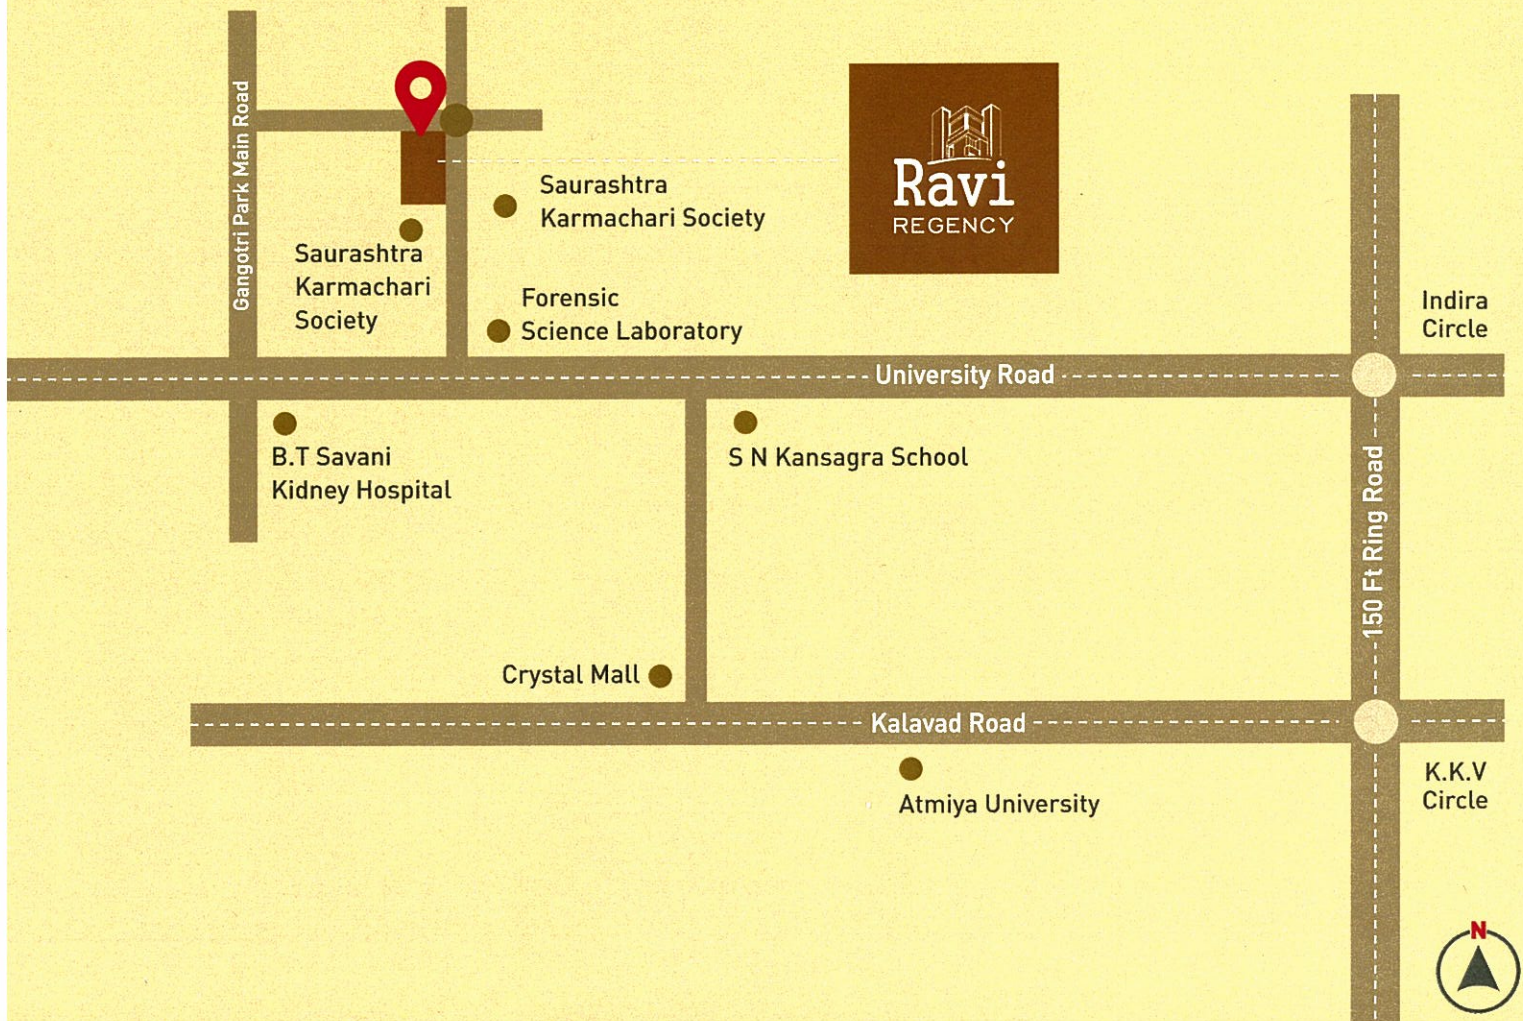 Gangotri Park Main Road
Saurashtra
Karmachari Society
Ravi
REGENCY
Saurashtra
Karmachari
Society
Forensic
Science Laboratory
Indira
Circle
University Road
B.T Savani
Kidney Hospital
S N Kansagra School
150 Ft Ring Road
Crystal Mall
Kalavad Road
Atmiya University
K.K.V
Circle
N